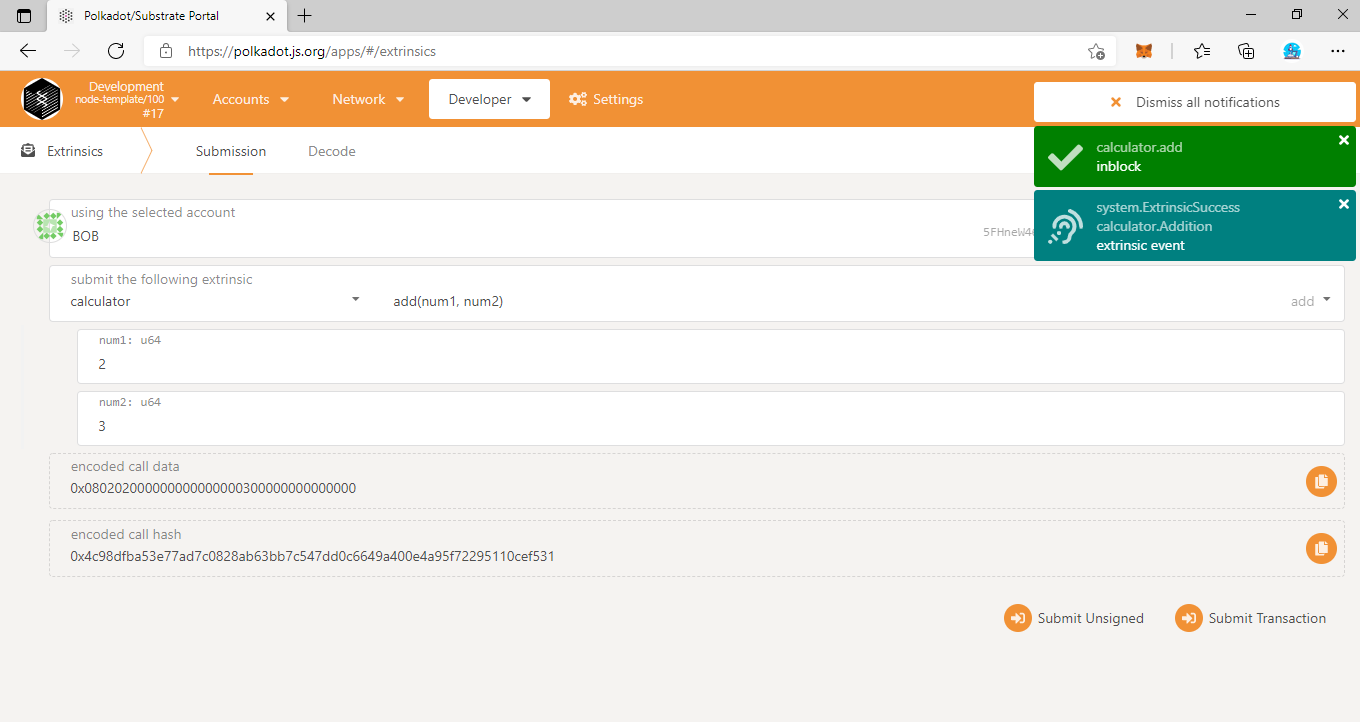 Polkadot/Substrate Portal
https://polkadot.js.org/apps/#/extrinsics
Development
node-template/100
#17
Accounts
Network
Developer
Settings
Dismiss all notifications
Extrinsics
Submission
Decode
calculator.add
inblock
system.ExtrinsicSuccess
calculator.Addition
extrinsic event
using the selected account
BOB
5FHneW4
submit the following extrinsic
calculator
add(num1, num2)
add
num1: u64
2
num2: u64
3
encoded call data
0x080202000000000000000300000000000000
encoded call hash
0x4c98dfba53e77ad7c0828ab63bb7c547dd0c6649a400e4a95f72295110cef531
Submit Unsigned
Submit Transaction